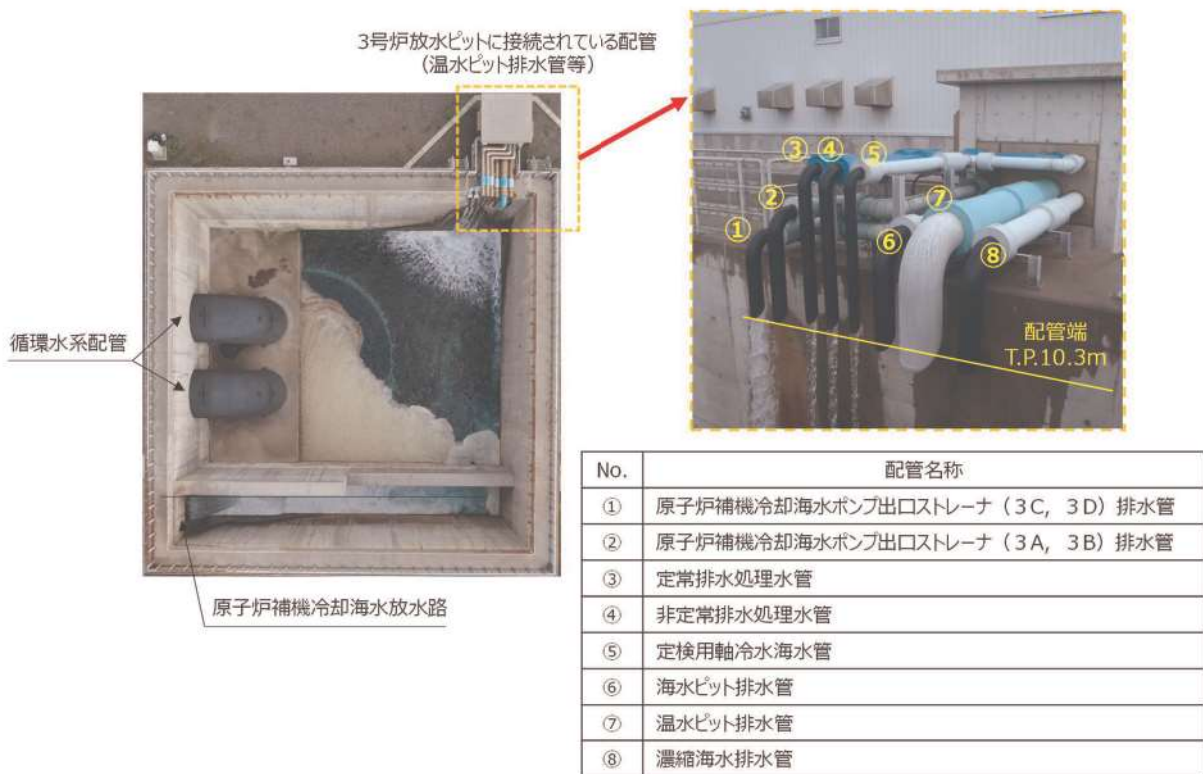 3号炉放水ピットに接続されている配管
（温水ピット排水管等）
③
④
⑤
②
⑦
①
⑥
⑧
配管端
T.P.10.3m
循環水系配管
原子炉補機冷却海水放水路
No. 配管名称
① 原子炉補機冷却海水ポンプ出口ストレーナ（3C，3D）排水管
② 原子炉補機冷却海水ポンプ出口ストレーナ（3A，3B）排水管
③ 定常排水処理水管
④ 非定常排水処理水管
⑤ 定検用軸冷水海水管
⑥ 海水ピット排水管
⑦ 温水ピット排水管
⑧ 濃縮海水排水管